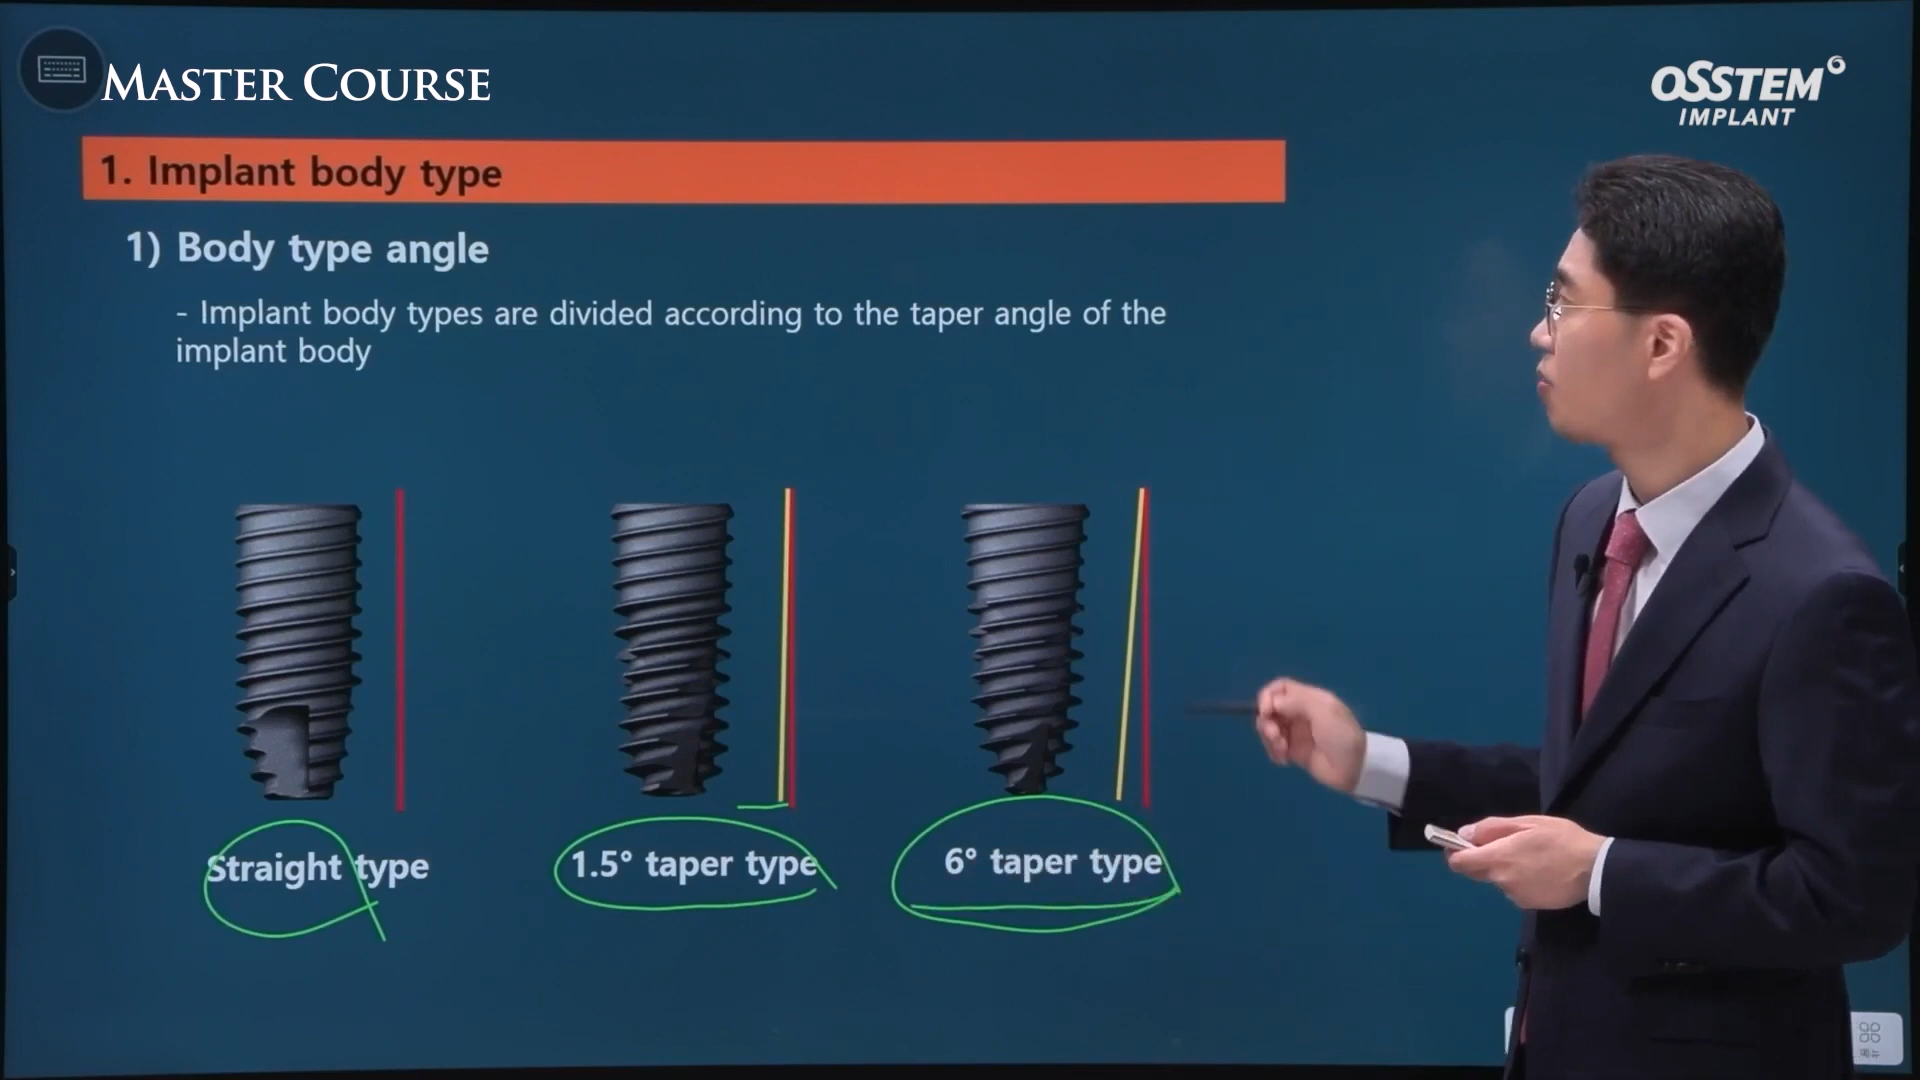 MASTER COURSE
OSSTEM
IMPLANT
1. Implant body type
1) Body type angle
- Implant body types are divided according to the taper angle of the
implant body
Straight type
1.5° taper type
6° taper type